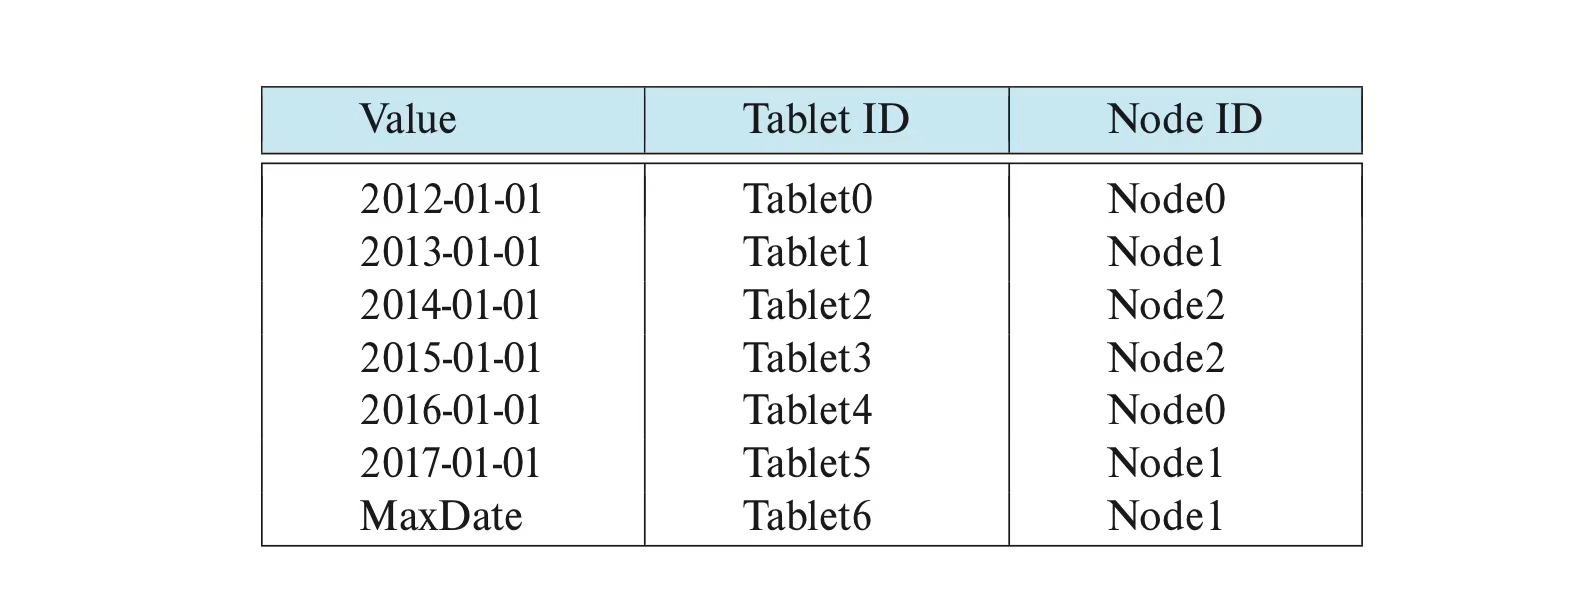 Value Tablet ID Node ID
2012-01-01 Tablet0 Node0
2013-01-01 Tablet1 Node1
2014-01-01 Tablet2 Node2
2015-01-01 Tablet3 Node2
2016-01-01 Tablet4 Node0
2017-01-01 Tablet5 Node1
MaxDate Tablet6 Node1